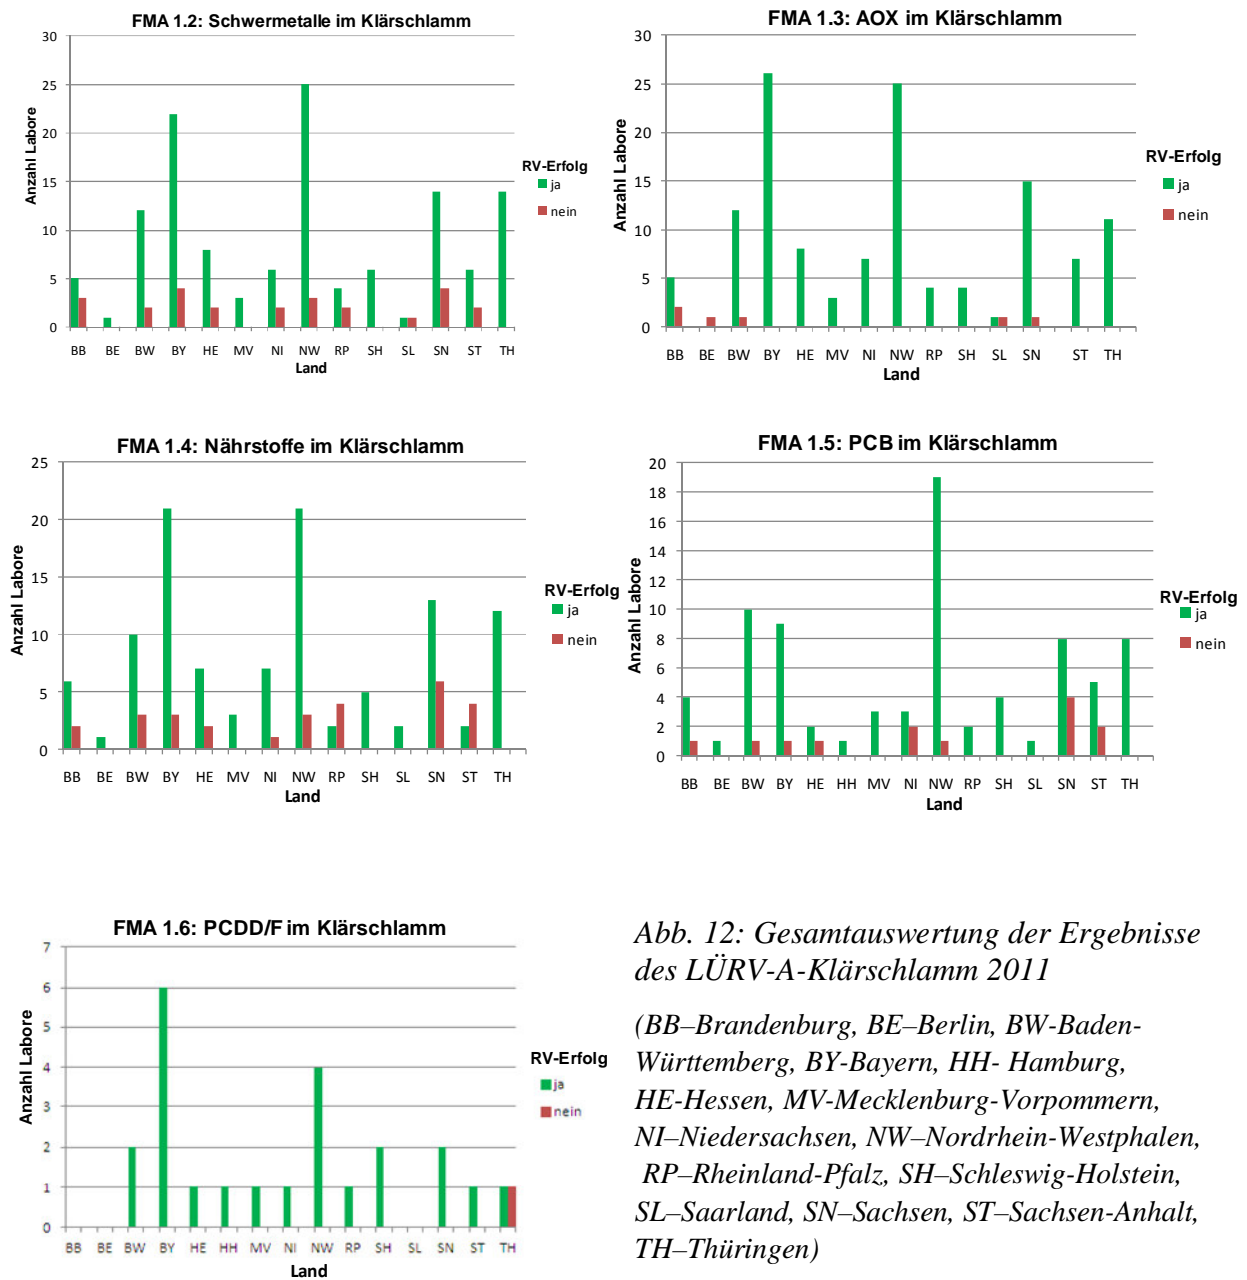 FMA 1.2: Schwermetalle im Klärschlamm
30
25
20
15
10
5
0
Anzahl Labore
BB BE BW BY HE MV NI NW RP SH SL SN ST TH
Land
RV-Erfolg
ja
nein
FMA 1.3: AOX im Klärschlamm
30
25
20
15
10
5
0
Anzahl Labore
BB BE BW BY HE MV NI NW RP SH SL SN ST TH
Land
RV-Erfolg
ja
nein
FMA 1.4: Nährstoffe im Klärschlamm
25
20
15
10
5
0
Anzahl Labore
BB BE BW BY HE MV NI NW RP SH SL SN ST TH
Land
RV-Erfolg
ja
nein
FMA 1.5: PCB im Klärschlamm
20
18
16
14
12
10
8
6
4
2
0
Anzahl Labore
BB BE BW BY HE HH MV NI NW RP SH SL SN ST TH
Land
RV-Erfolg
ja
nein
FMA 1.6: PCDD/F im Klärschlamm
7
6
5
4
3
2
1
0
Anzahl Labore
BB BE BW BY HE HH MV NI NW RP SH SL SN ST TH
Land
RV-Erfolg
ja
nein
Abb. 12: Gesamtauswertung der Ergebnisse
des LÜRV-A-Klärschlamm 2011
(BB–Brandenburg, BE–Berlin, BW-Baden-
Württemberg, BY-Bayern, HH- Hamburg,
HE-Hessen, MV-Mecklenburg-Vorpommern,
NI–Niedersachsen, NW–Nordrhein-Westphalen,
RP–Rheinland-Pfalz, SH–Schleswig-Holstein,
SL–Saarland, SN–Sachsen, ST–Sachsen-Anhalt,
TH–Thüringen)